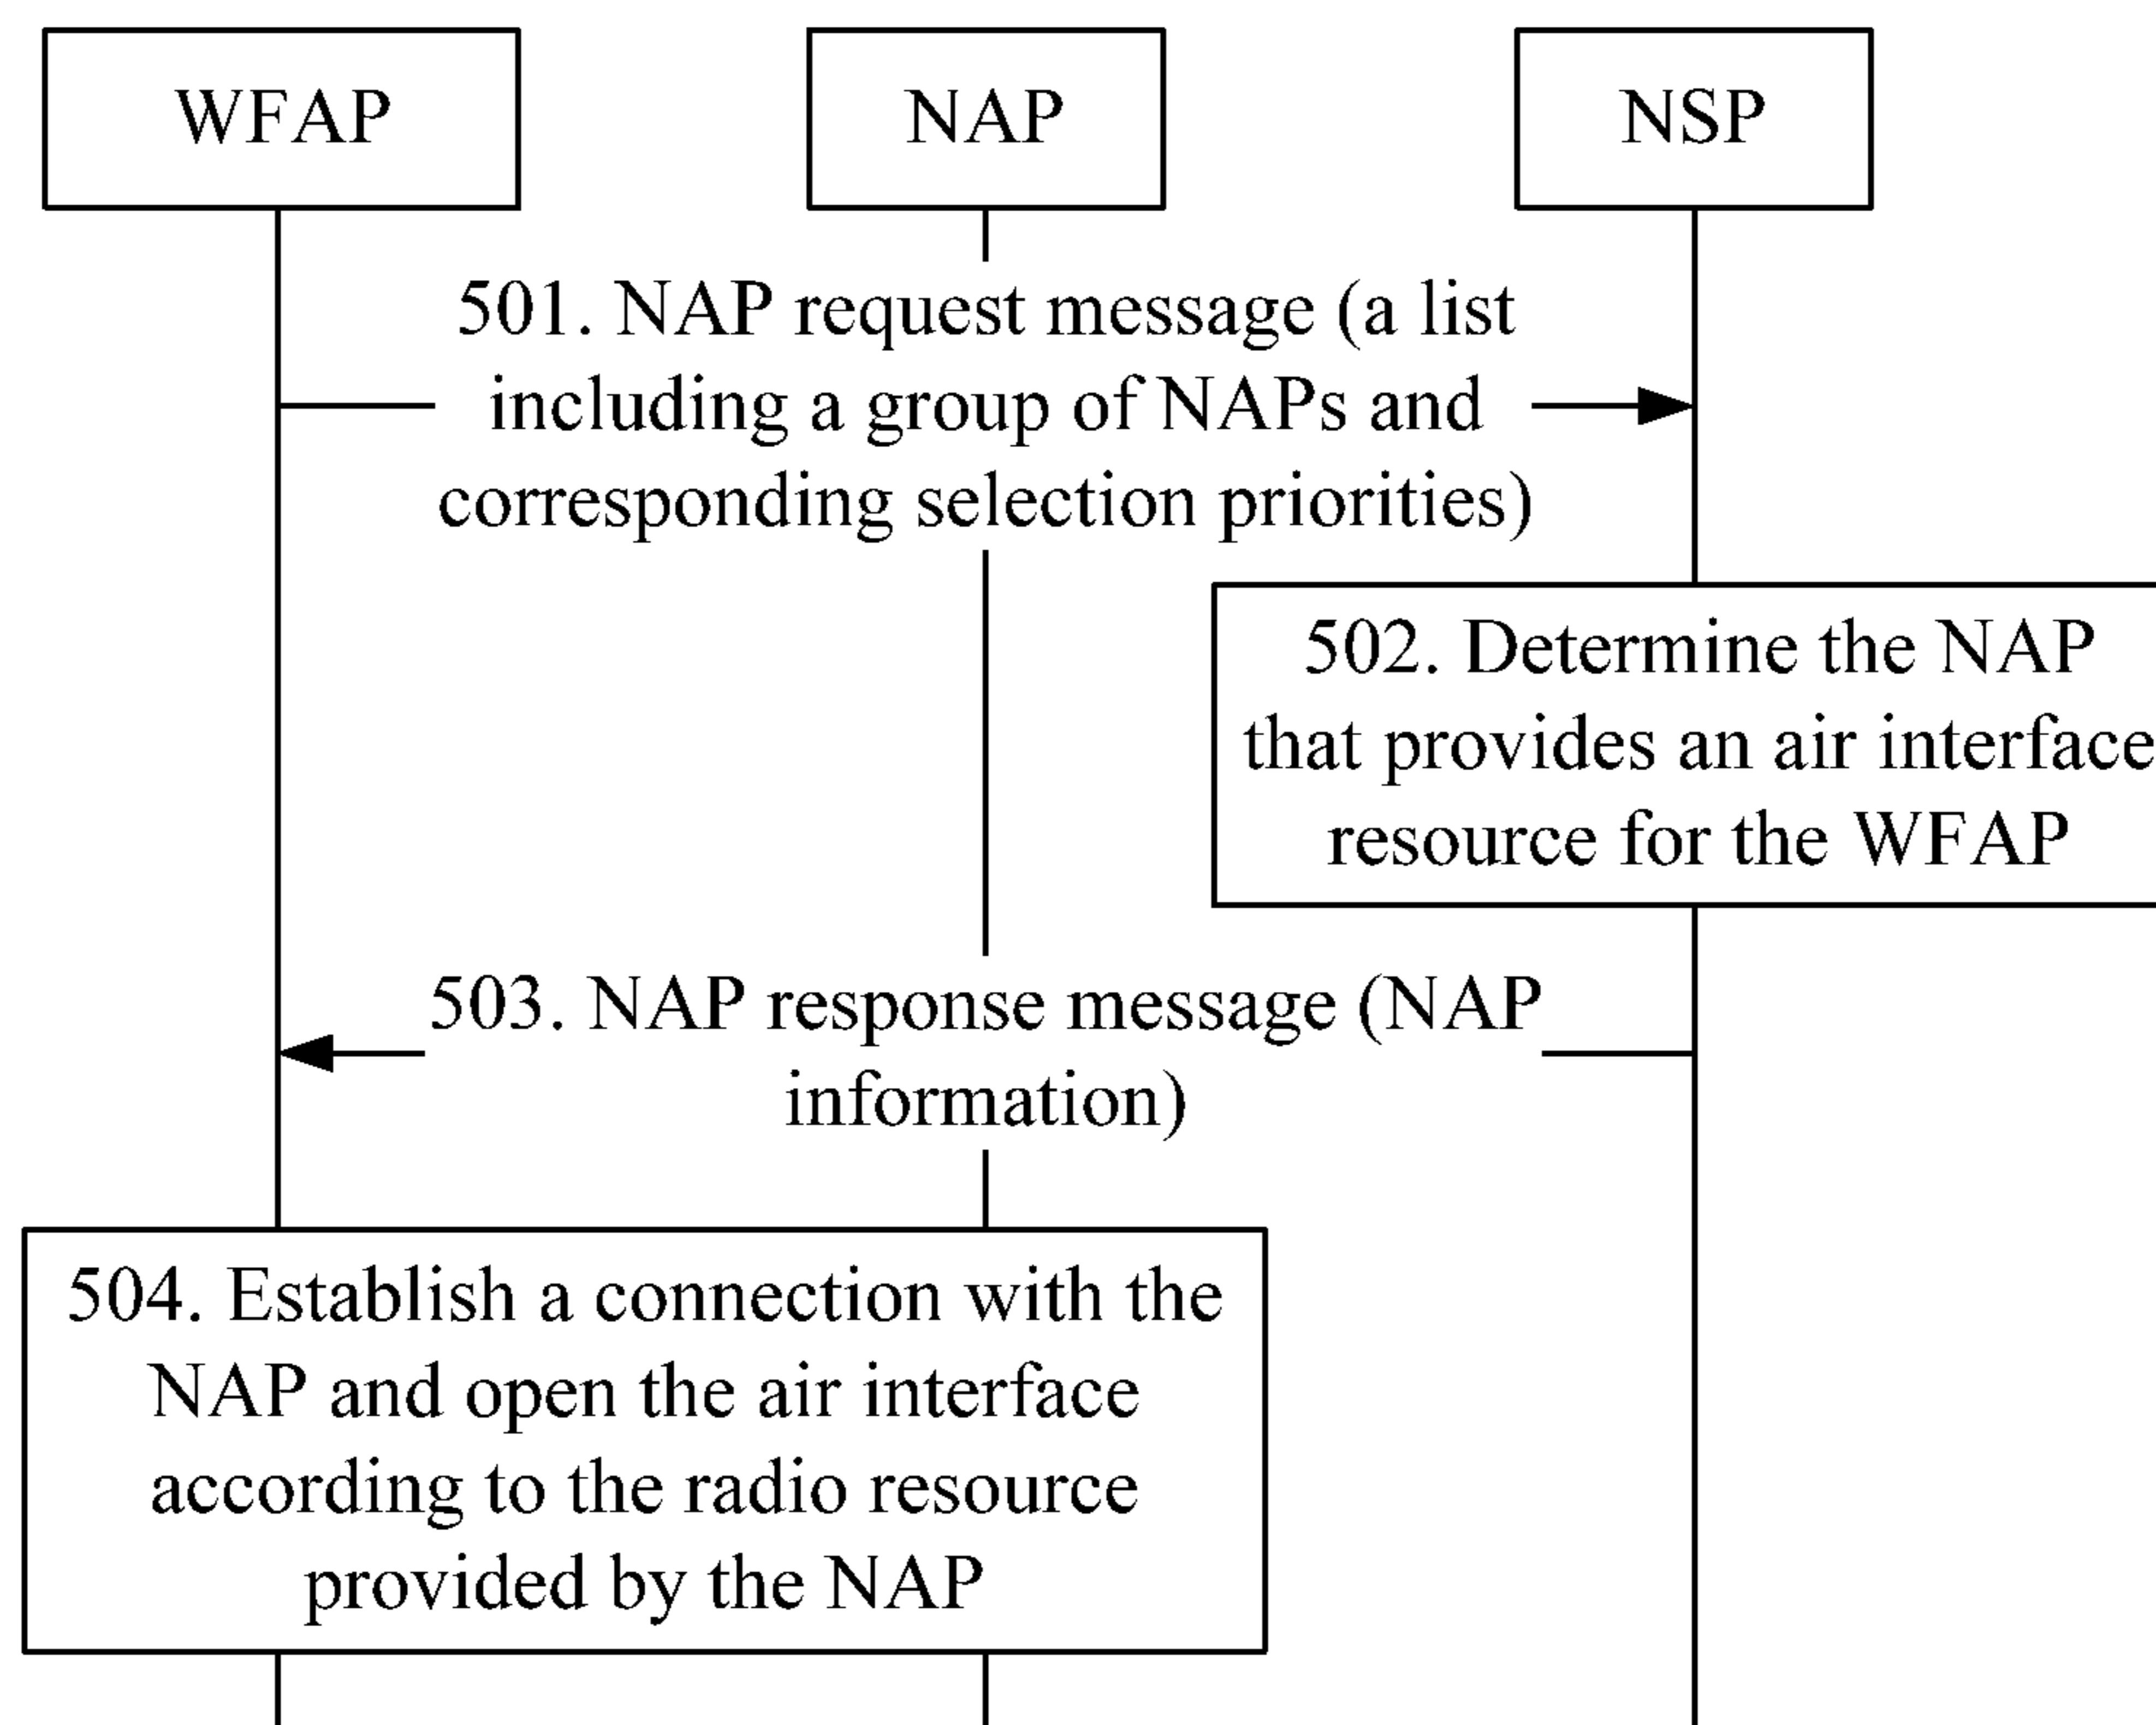 WFAP
NAP
NSP
501. NAP request message (a list
including a group of NAPs and
corresponding selection priorities)
502. Determine the NAP
that provides an air interface
resource for the WFAP
503. NAP response message (NAP
information)
504. Establish a connection with the
NAP and open the air interface
according to the radio resource
provided by the NAP